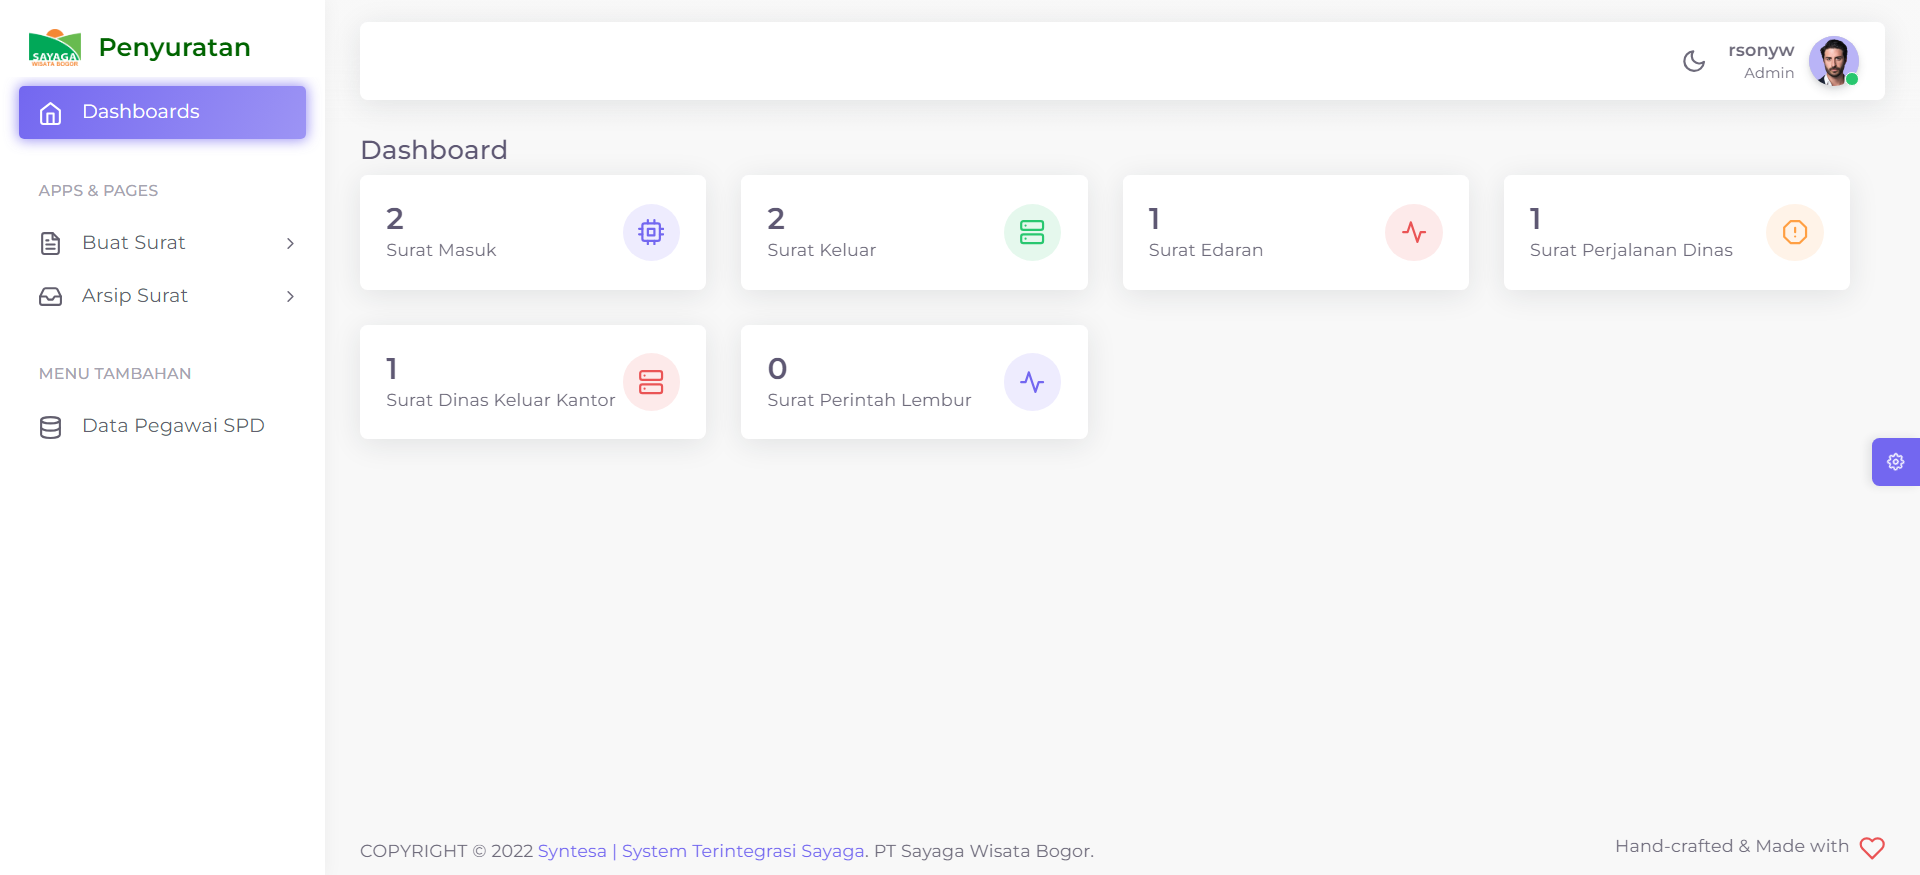 SAYAGA
WISATA BOGOR
Penyuratan
Dashboards
APPS & PAGES
Buat Surat
Arsip Surat
MENU TAMBAHAN
Data Pegawai SPD
rsonyw
Admin
Dashboard
2
Surat Masuk
2
Surat Keluar
1
Surat Edaran
1
Surat Perjalanan Dinas
1
Surat Dinas Keluar Kantor
0
Surat Perintah Lembur
COPYRIGHT © 2022 Syntesa | System Terintegrasi Sayaga. PT Sayaga Wisata Bogor.
Hand-crafted & Made with